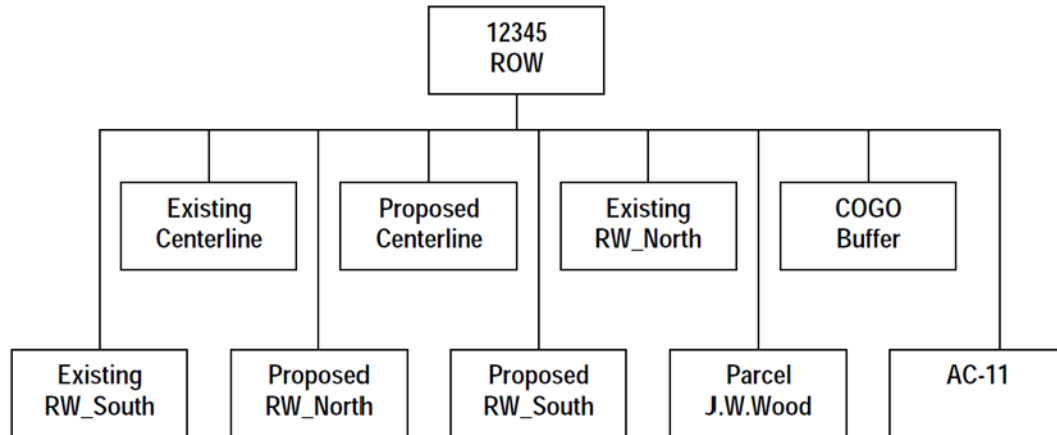 12345
ROW
Existing
Centerline
Proposed
Centerline
Existing
RW_North
COGO
Buffer
Existing
RW_South
Proposed
RW_North
Proposed
RW_South
Parcel
J.W.Wood
AC-11